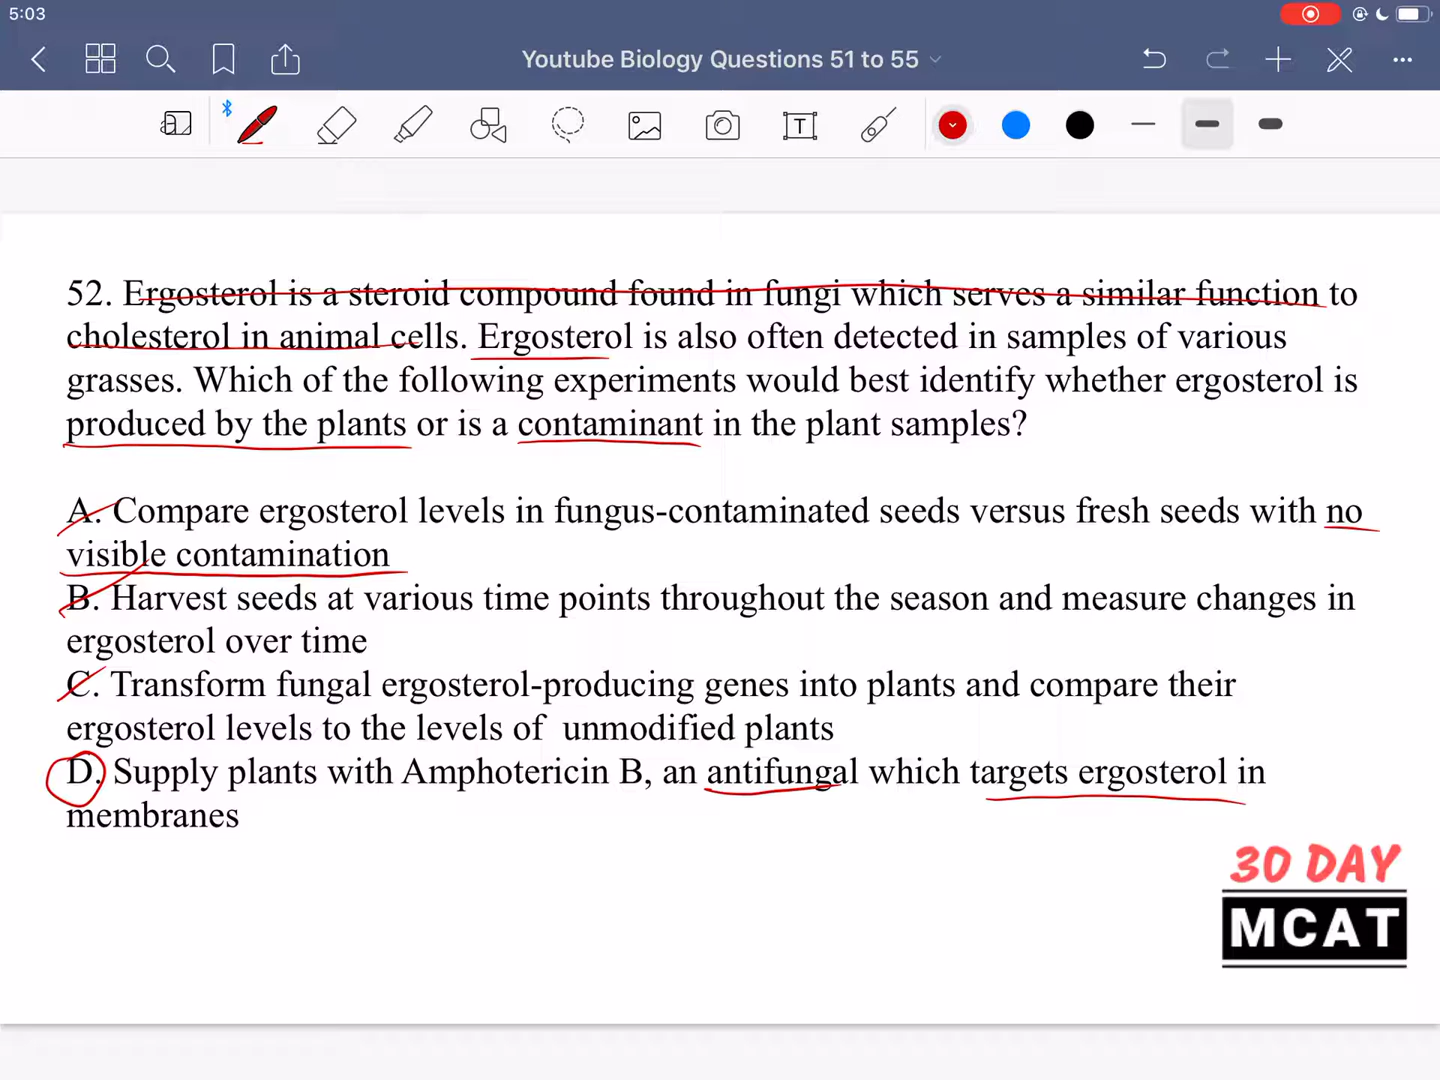 5:03
Youtube Biology Questions 51 to 55
a
T
52. Ergosterol is a steroid compound found in fungi which serves a similar function to
cholesterol in animal cells. Ergosterol is also often detected in samples of various
grasses. Which of the following experiments would best identify whether ergosterol is
produced by the plants or is a contaminant in the plant samples?
A. Compare ergosterol levels in fungus-contaminated seeds versus fresh seeds with no
visible contamination
B. Harvest seeds at various time points throughout the season and measure changes in
ergosterol over time
C. Transform fungal ergosterol-producing genes into plants and compare their
ergosterol levels to the levels of unmodified plants
D. Supply plants with Amphotericin B, an antifungal which targets ergosterol in
membranes
30 DAY
MCAT